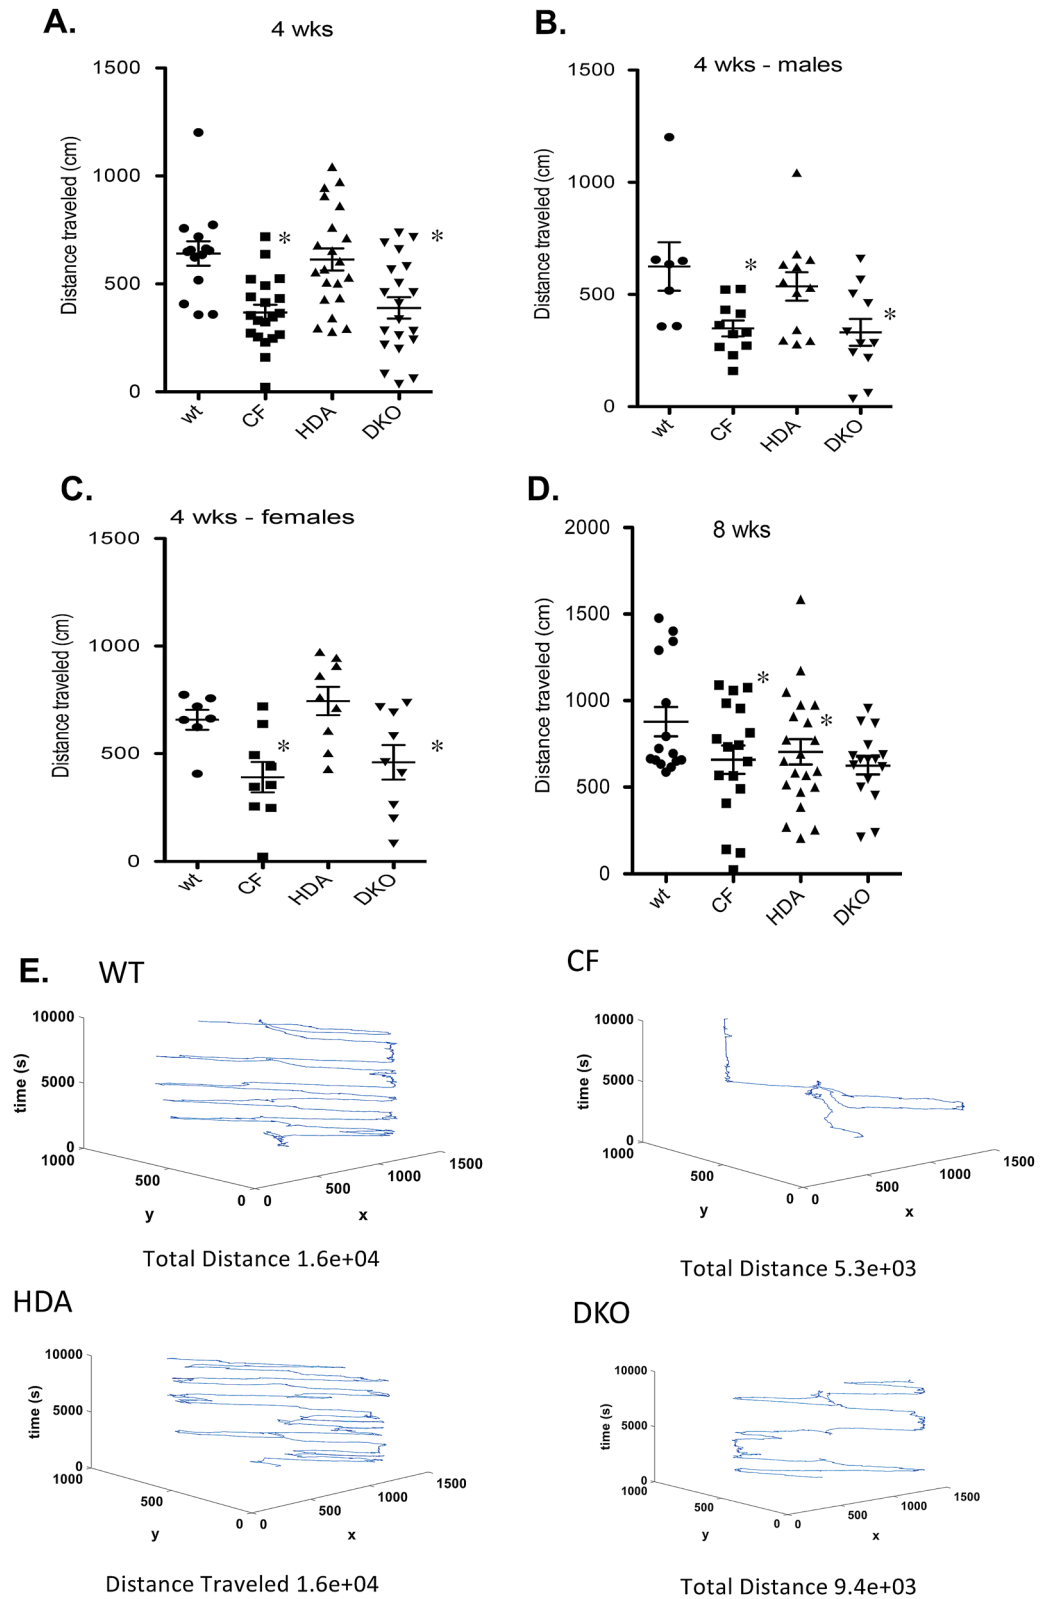 A.
4 wks
Distance traveled (cm)
1500
1000
500
0
*
*
wt
CF
HDA
DKO
B.
4 wks - males
Distance traveled (cm)
1500
1000
500
0
*
*
wt
CF
HDA
DKO
C.
4 wks - females
Distance traveled (cm)
1500
1000
500
0
*
*
wt
CF
HDA
DKO
D.
8 wks
Distance traveled (cm)
2000
1500
1000
500
0
*
*
wt
CF
HDA
DKO
E.
WT
time (s)
10000
5000
0
1000
500
0
y
0
500
1000
1500
x
Total Distance 1.6e+04
CF
time (s)
10000
5000
0
1000
500
0
y
0
500
1000
1500
x
Total Distance 5.3e+03
HDA
time (s)
10000
5000
0
1000
500
0
y
0
500
1000
1500
x
Distance Traveled 1.6e+04
DKO
time (s)
10000
5000
0
1000
500
0
y
0
500
1000
1500
x
Total Distance 9.4e+03